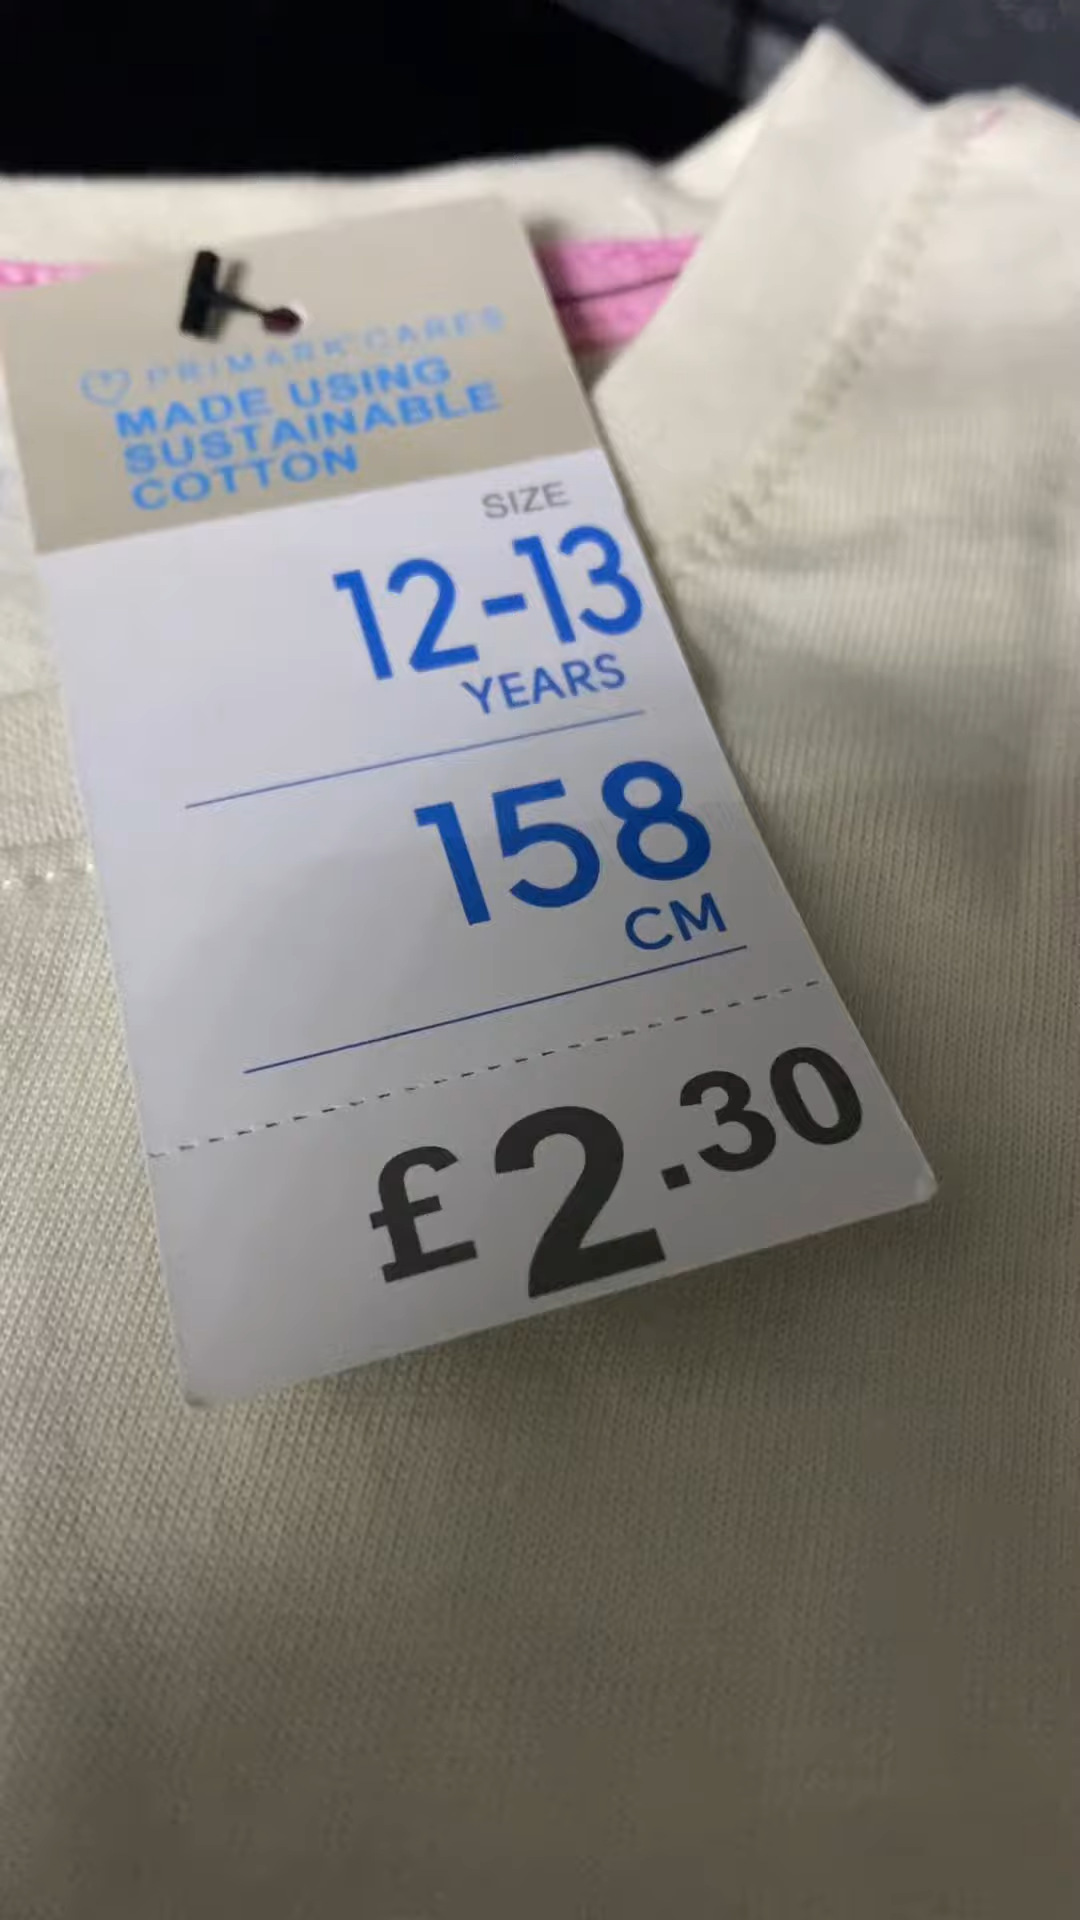 PRIMARK CARES
MADE USING
SUSTAINABLE
COTTON
SIZE
12-13
YEARS
158
CM
£2.30